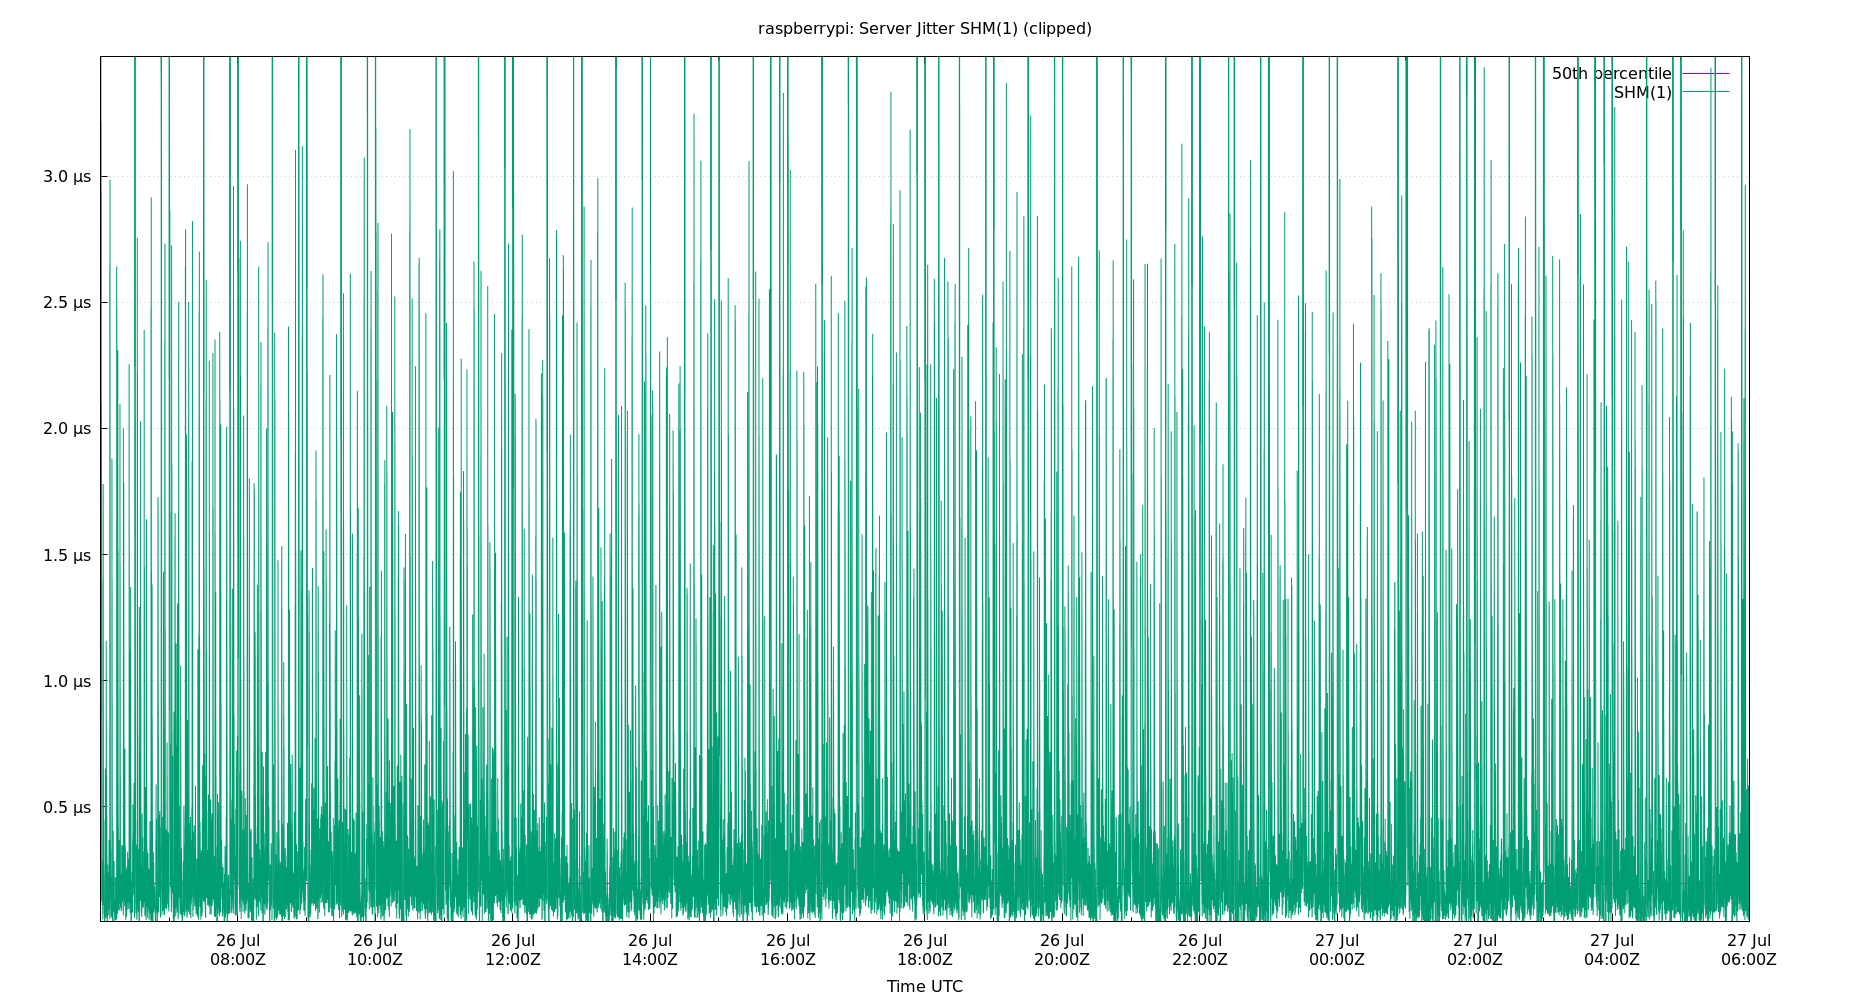 raspberrypi: Server Jitter SHM(1) (clipped)
50th percentile
SHM(1)
3.0 µs
2.5 µs
2.0 µs
1.5 µs
1.0 µs
0.5 µs
26 Jul 26 Jul 26 Jul 26 Jul 26 Jul 26 Jul 26 Jul 26 Jul 27 Jul 27 Jul 27 Jul 27 Jul
08:00Z 10:00Z 12:00Z 14:00Z 16:00Z 18:00Z 20:00Z 22:00Z 00:00Z 02:00Z 04:00Z 06:00Z
Time UTC